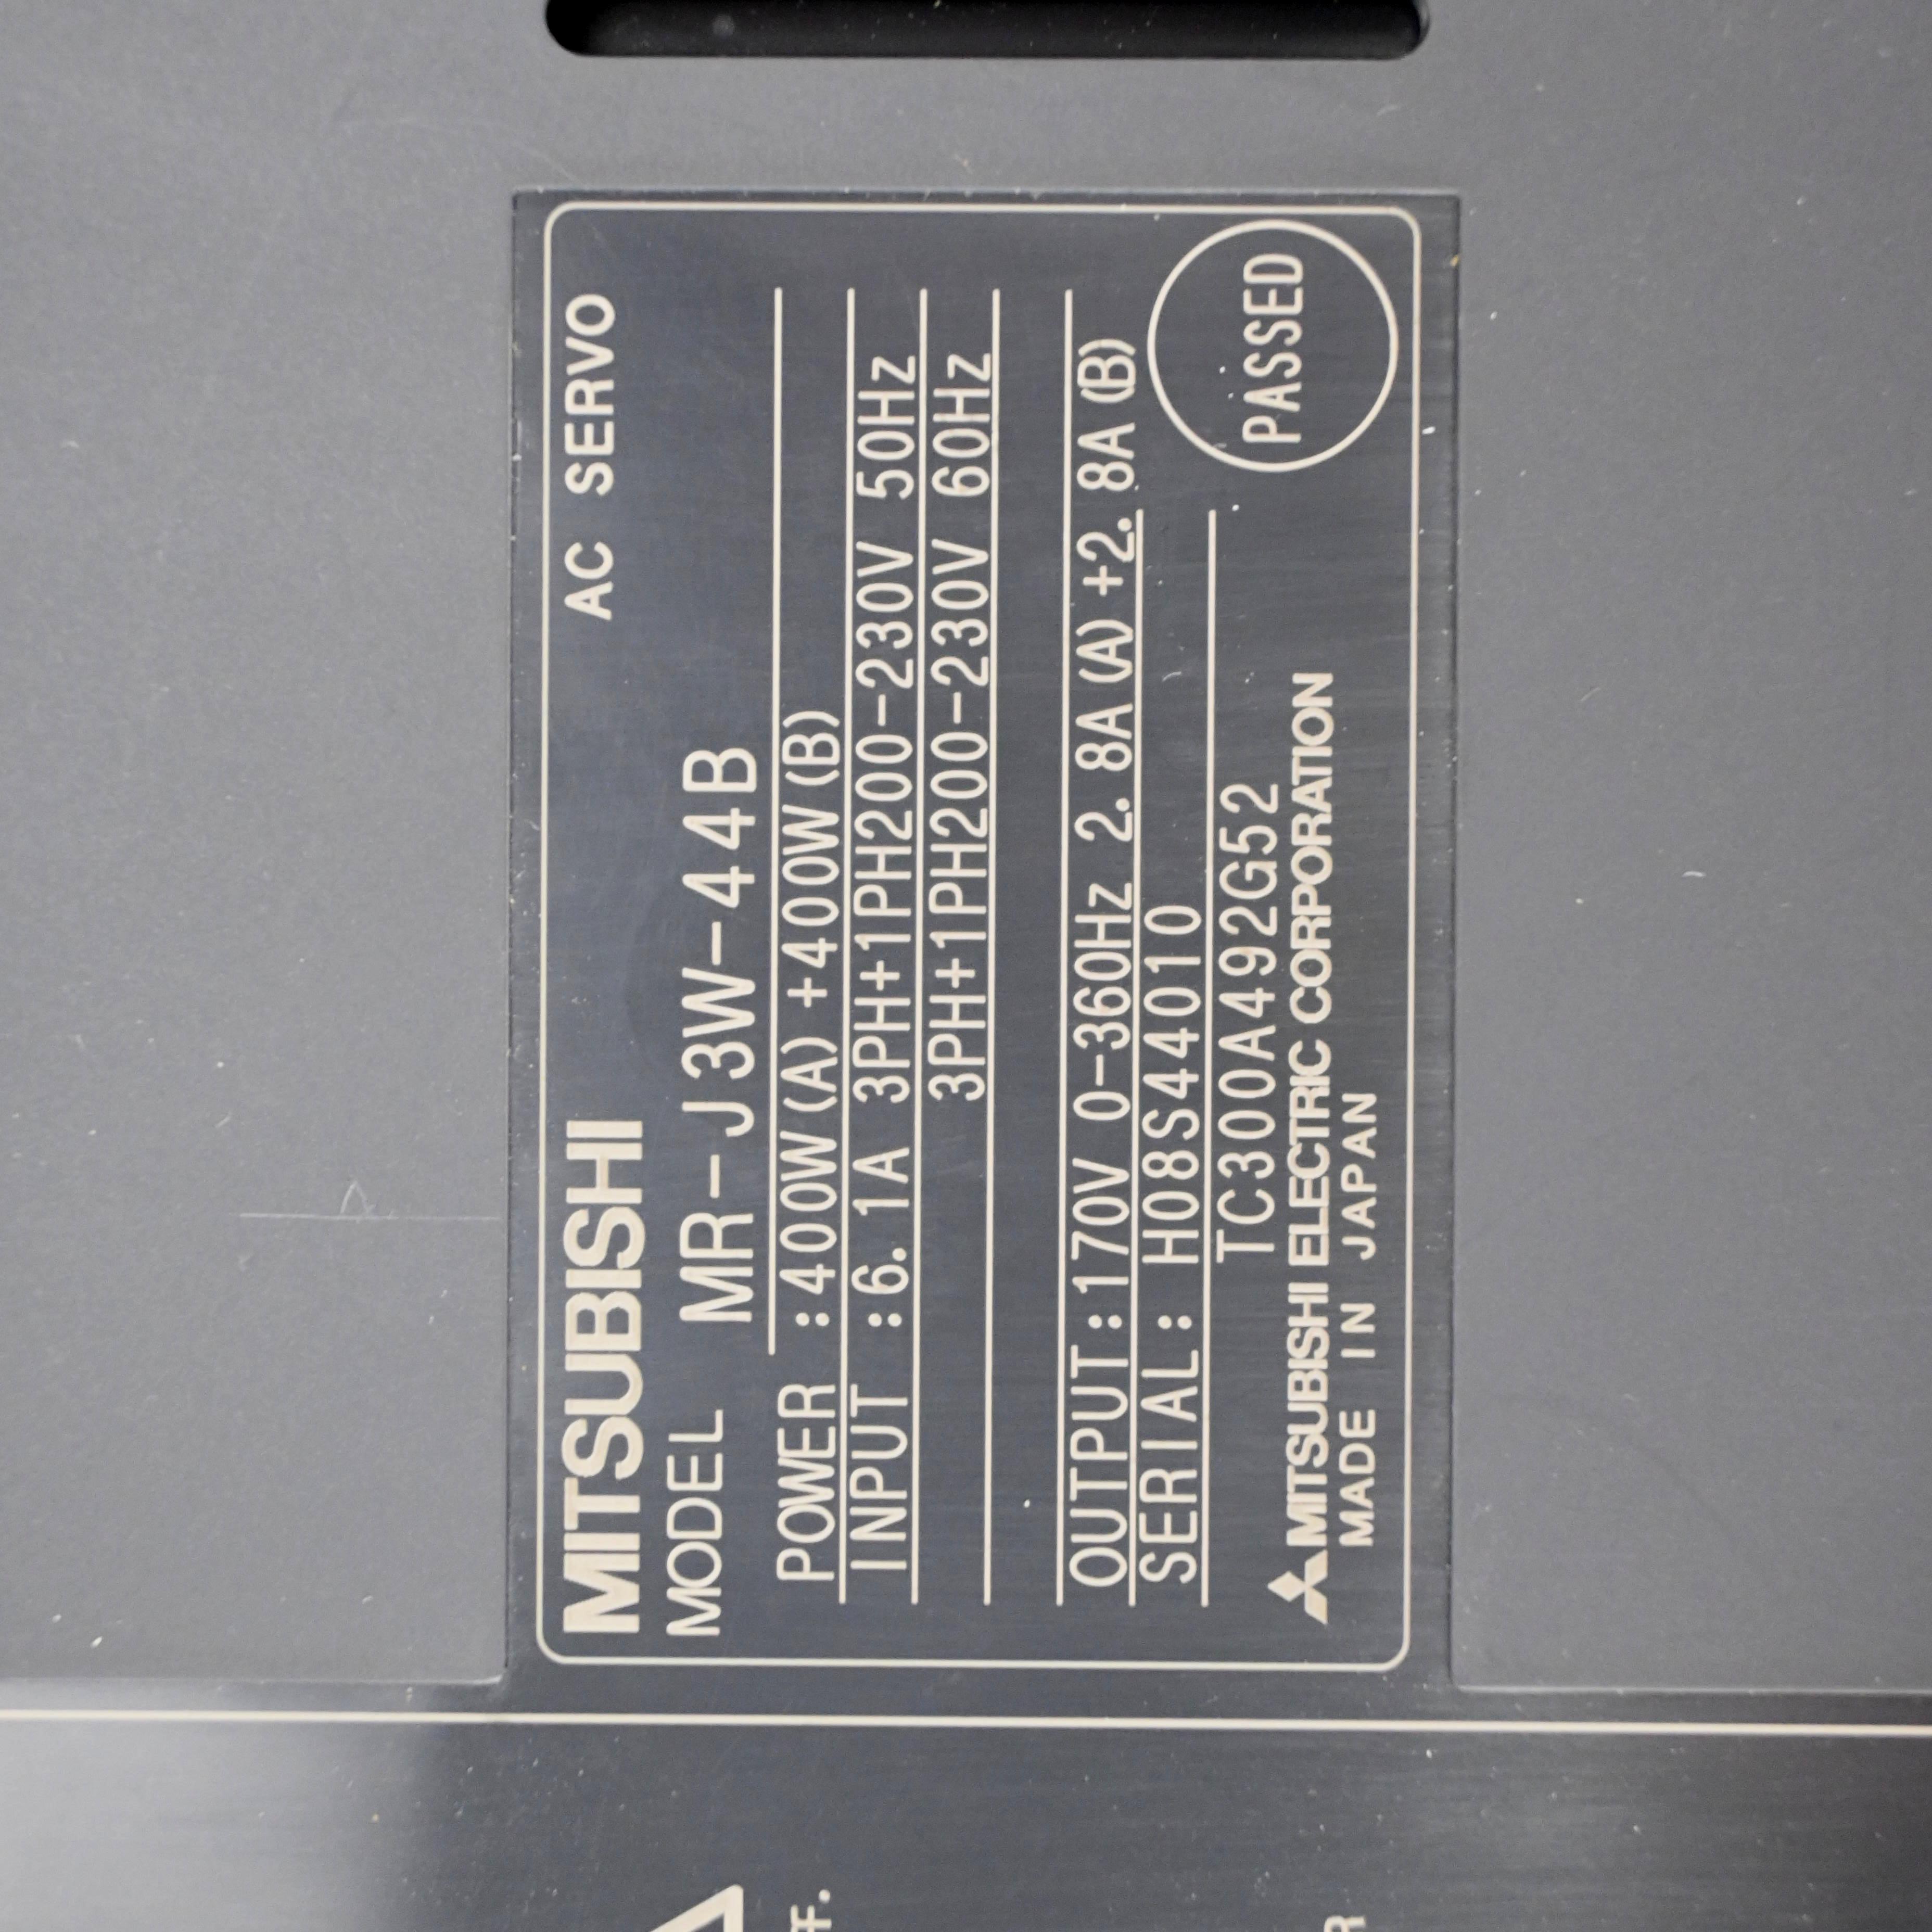 MITSUBISHI AC SERVO
MODEL MR-J3W-44B
POWER :400W(A)+400W(B)
INPUT :6.1A 3PH+1PH200-230V 50Hz
3PH+1PH200-230V 60Hz
OUTPUT:170V 0-360Hz 2.8A(A)+2.8A(B)
SERIAL: H08S44010
TC300A492G52
PASSED
MITSUBISHI ELECTRIC CORPORATION
MADE IN JAPAN